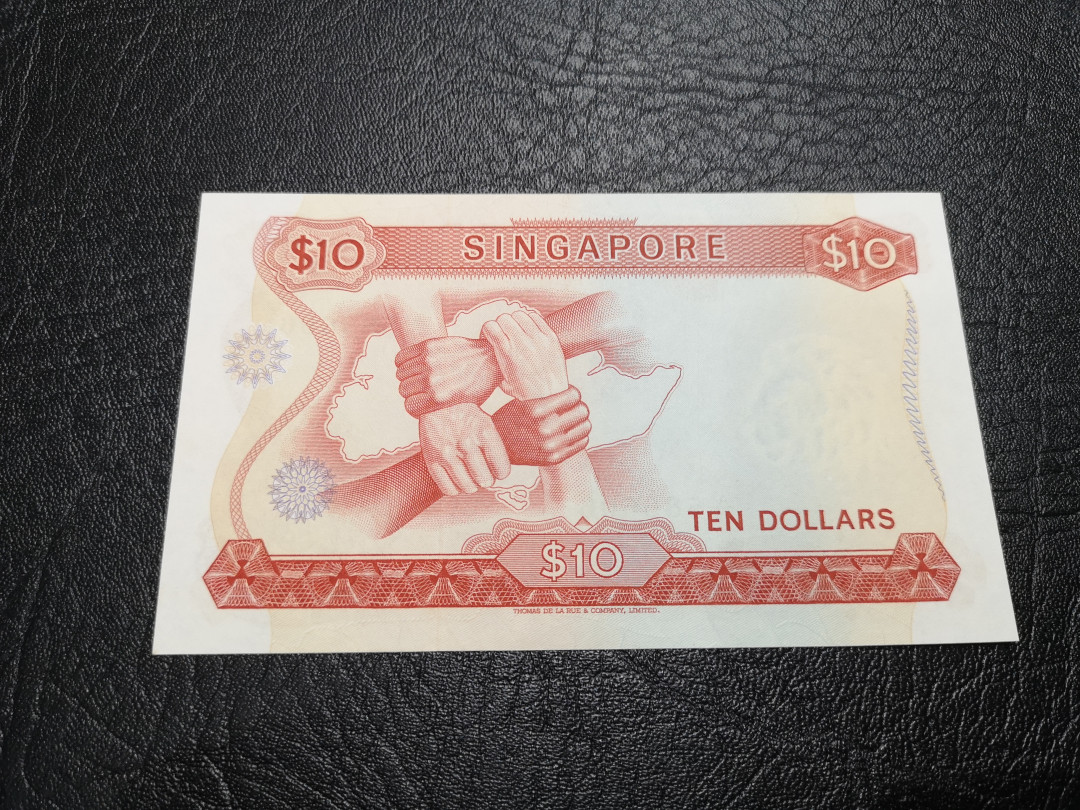 $10 SINGAPORE $10
TEN DOLLARS
$10
THOMAS DE LA RUE & COMPANY, LIMITED.